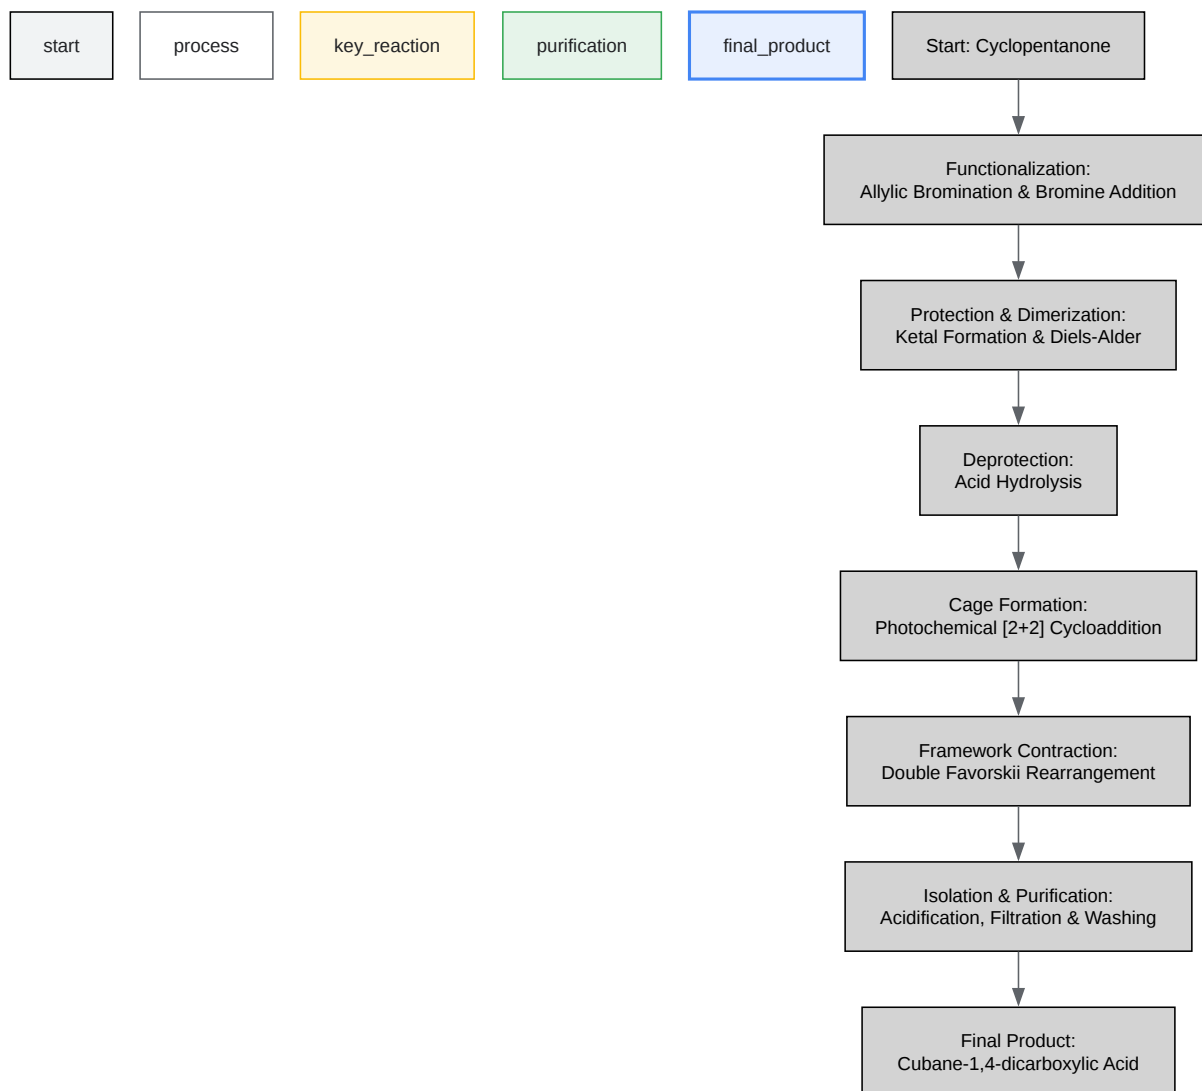 start
process
key_reaction
purification
final_product
Start: Cyclopentanone
Functionalization:
Allylic Bromination & Bromine Addition
Protection & Dimerization:
Ketal Formation & Diels-Alder
Deprotection:
Acid Hydrolysis
Cage Formation:
Photochemical [2+2] Cycloaddition
Framework Contraction:
Double Favorskii Rearrangement
Isolation & Purification:
Acidification, Filtration & Washing
Final Product:
Cubane-1,4-dicarboxylic Acid